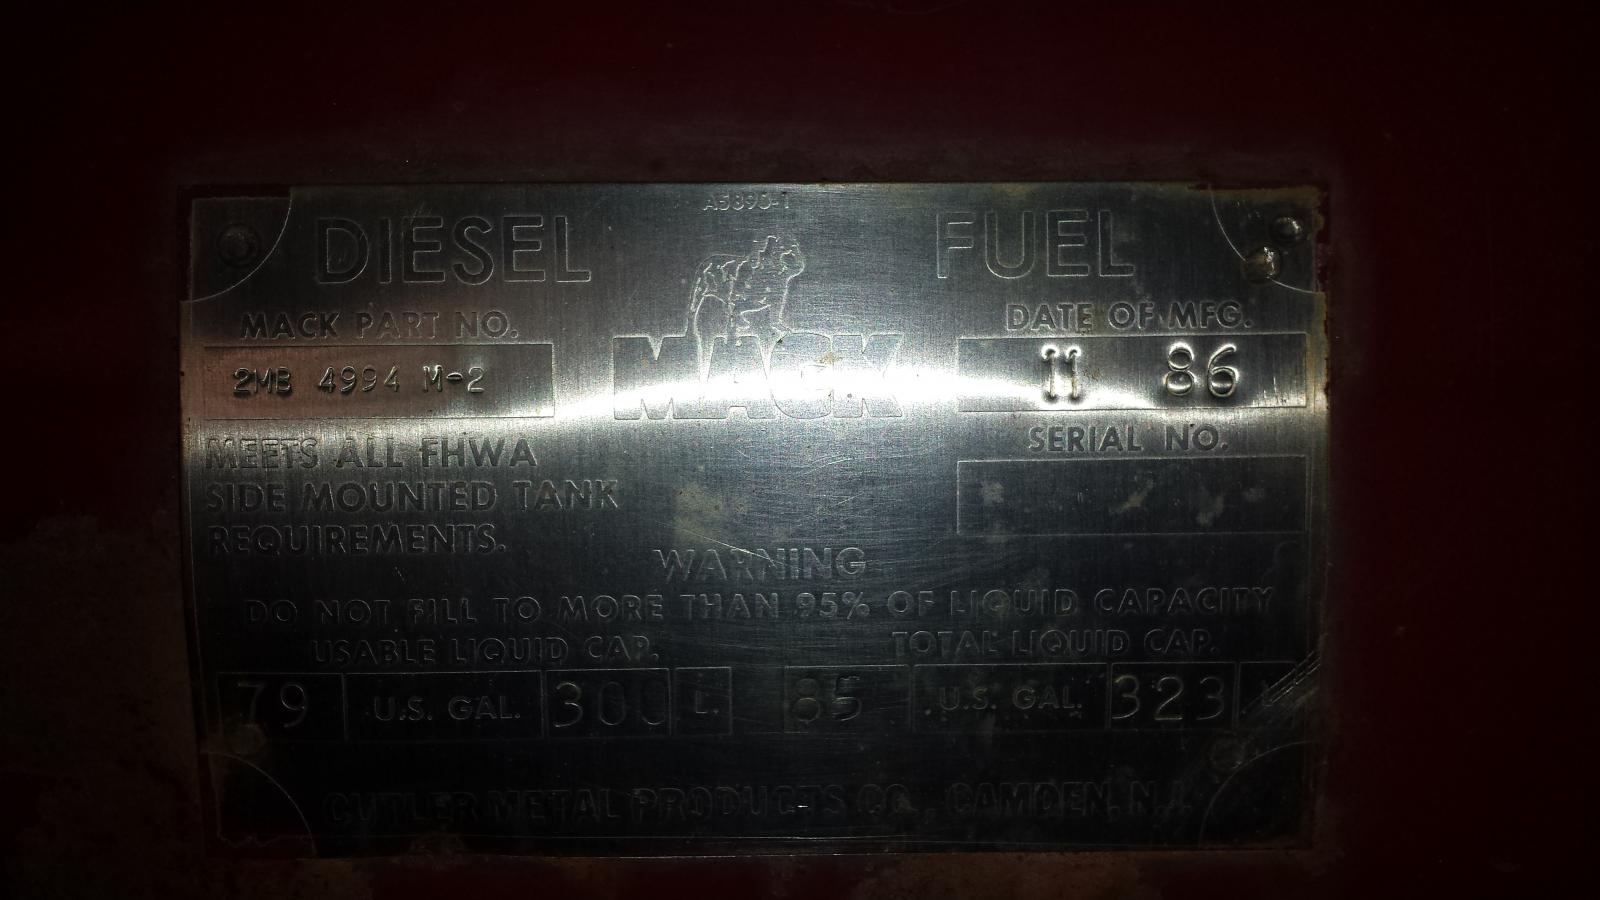 A5890-1
DIESEL FUEL
MACK PART NO.
2MB 4994 M-2
MACK
DATE OF MFG.
11 86
SERIAL NO.
MEETS ALL FHWA
SIDE MOUNTED TANK
REQUIREMENTS.
WARNING
DO NOT FILL TO MORE THAN 95% OF LIQUID CAPACITY
USABLE LIQUID CAP. TOTAL LIQUID CAP.
79 U.S. GAL. 300 L. 85 U.S. GAL. 323 L.
CUTLER METAL PRODUCTS CO., CAMDEN, N.J.